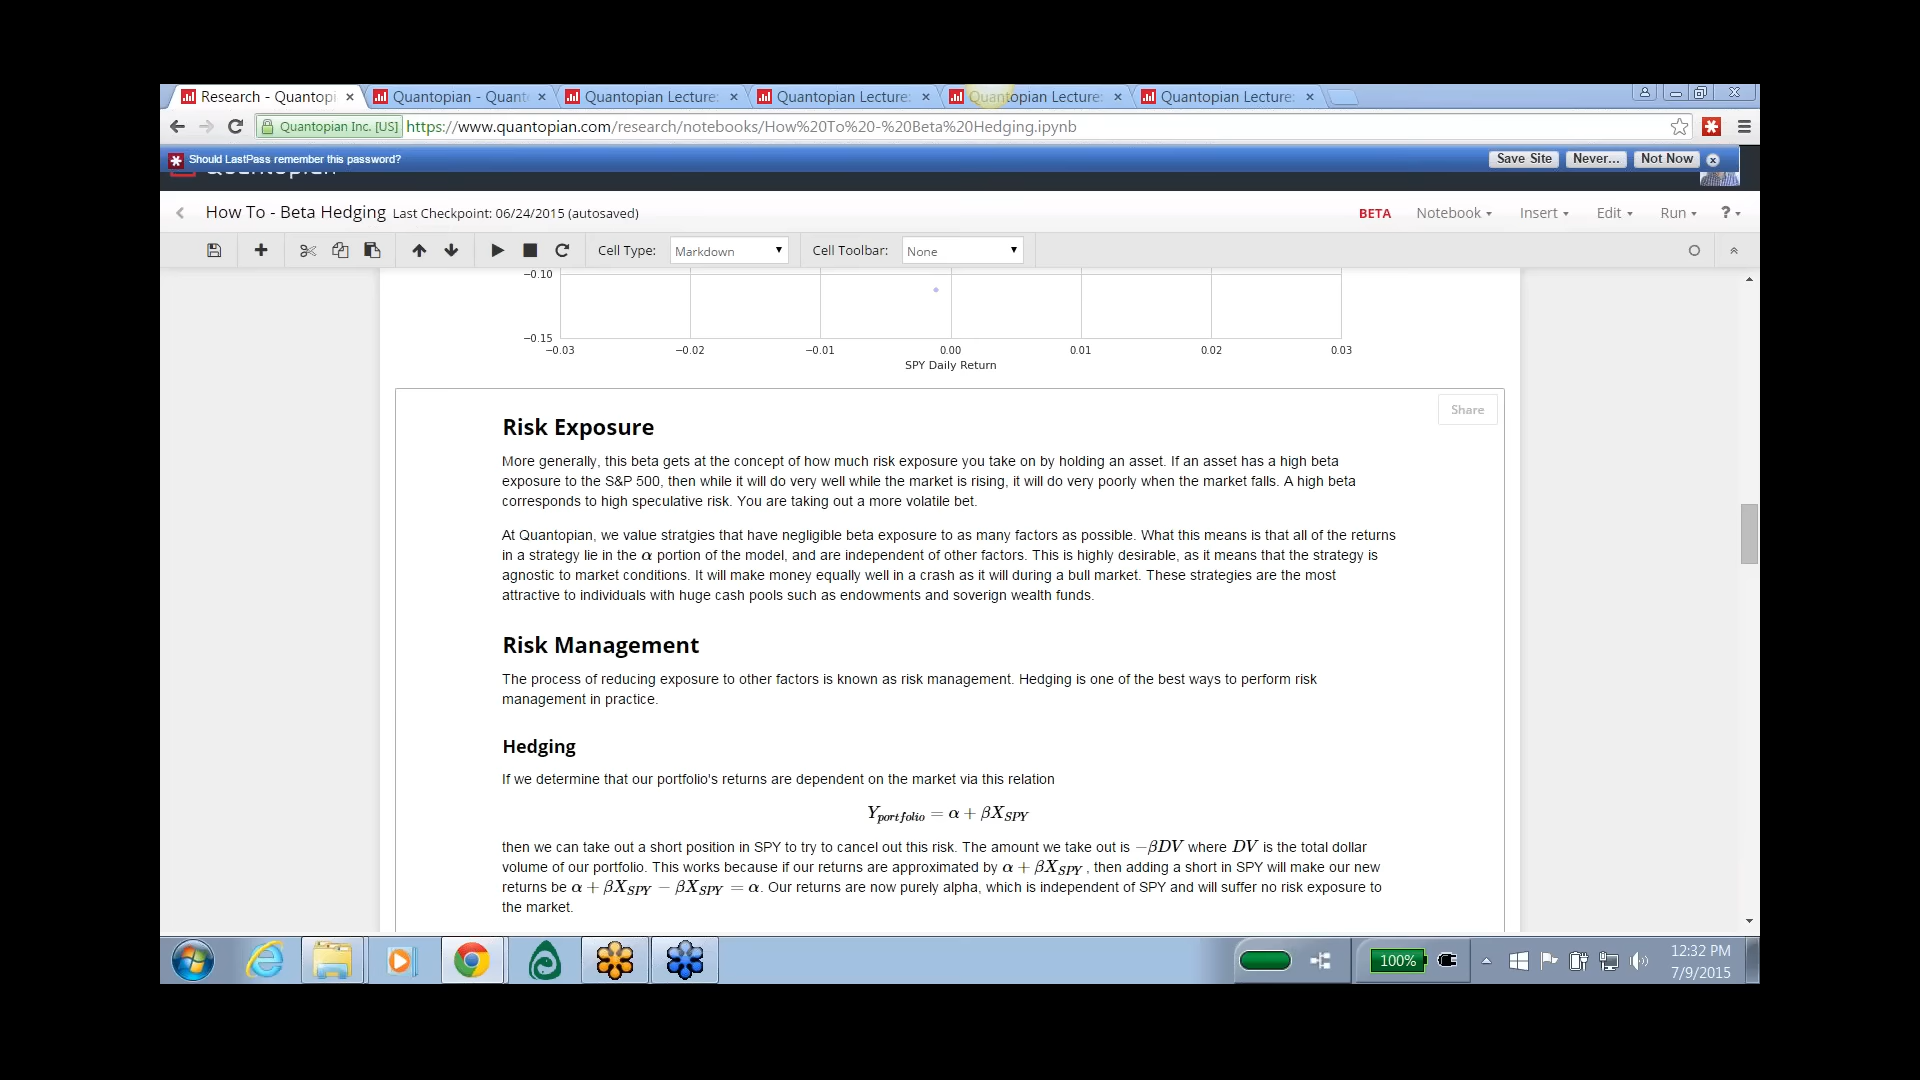 Research - Quantopi
Quantopian - Quant
Quantopian Lecture:
Quantopian Lecture:
Quantopian Lecture:
Quantopian Lecture:
Quantopian Inc. [US] https://www.quantopian.com/research/notebooks/How%20To%20-%20Beta%20Hedging.ipynb
Should LastPass remember this password?
Save Site Never... Not Now
How To - Beta Hedging Last Checkpoint: 06/24/2015 (autosaved)
BETA Notebook Insert Edit Run ?
Cell Type: Markdown Cell Toolbar: None
−0.10
−0.15
−0.03 −0.02 −0.01 0.00 0.01 0.02 0.03
SPY Daily Return
Share
Risk Exposure
More generally, this beta gets at the concept of how much risk exposure you take on by holding an asset. If an asset has a high beta
exposure to the S&P 500, then while it will do very well while the market is rising, it will do very poorly when the market falls. A high beta
corresponds to high speculative risk. You are taking out a more volatile bet.
At Quantopian, we value stratgies that have negligible beta exposure to as many factors as possible. What this means is that all of the returns
in a strategy lie in the α portion of the model, and are independent of other factors. This is highly desirable, as it means that the strategy is
agnostic to market conditions. It will make money equally well in a crash as it will during a bull market. These strategies are the most
attractive to individuals with huge cash pools such as endowments and soverign wealth funds.
Risk Management
The process of reducing exposure to other factors is known as risk management. Hedging is one of the best ways to perform risk
management in practice.
Hedging
If we determine that our portfolio's returns are dependent on the market via this relation
Yportfolio = α + βXSPY
then we can take out a short position in SPY to try to cancel out this risk. The amount we take out is −βDV where DV is the total dollar
volume of our portfolio. This works because if our returns are approximated by α + βXSPY, then adding a short in SPY will make our new
returns be α + βXSPY − βXSPY = α. Our returns are now purely alpha, which is independent of SPY and will suffer no risk exposure to
the market.
100%
12:32 PM
7/9/2015